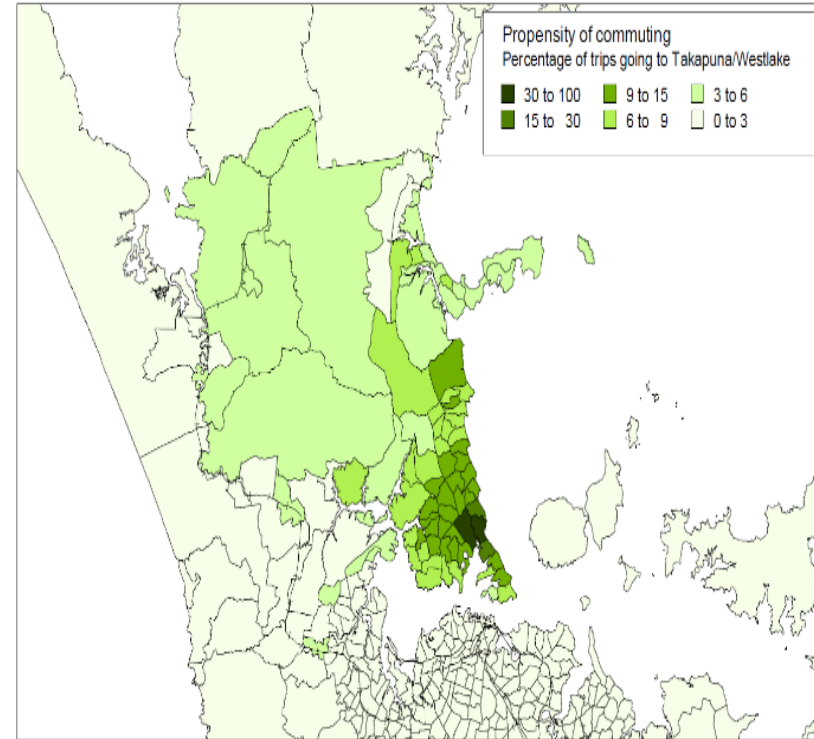 Propensity of commuting
Percentage of trips going to Takapuna/Westlake
30 to 100 9 to 15 3 to 6
15 to 30 6 to 9 0 to 3